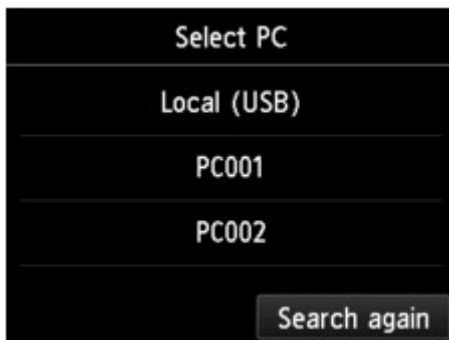 Select PC
Local (USB)
PC001
PC002
Search again